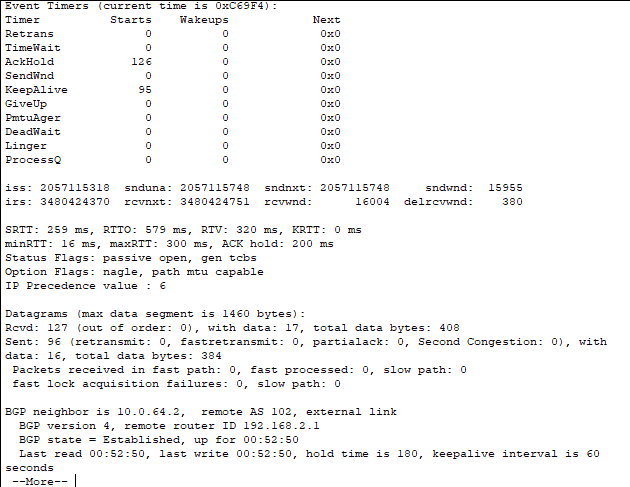 Event Timers (current time is 0xC69F4):
Timer Starts Wakeups Next
Retrans 0 0 0x0
TimeWait 0 0 0x0
AckHold 126 0 0x0
SendWnd 0 0 0x0
KeepAlive 95 0 0x0
GiveUp 0 0 0x0
PmtuAger 0 0 0x0
DeadWait 0 0 0x0
Linger 0 0 0x0
ProcessQ 0 0 0x0
iss: 2057115318 snduna: 2057115748 sndnxt: 2057115748 sndwnd: 15955
irs: 3480424370 rcvnxt: 3480424751 rcvwnd: 16004 delrcvwnd: 380
SRTT: 259 ms, RTTO: 579 ms, RTV: 320 ms, KRTT: 0 ms
minRTT: 16 ms, maxRTT: 300 ms, ACK hold: 200 ms
Status Flags: passive open, gen tcbs
Option Flags: nagle, path mtu capable
IP Precedence value : 6
Datagrams (max data segment is 1460 bytes):
Rcvd: 127 (out of order: 0), with data: 17, total data bytes: 408
Sent: 96 (retransmit: 0, fastretransmit: 0, partialack: 0, Second Congestion: 0), with
data: 16, total data bytes: 384
Packets received in fast path: 0, fast processed: 0, slow path: 0
fast lock acquisition failures: 0, slow path: 0
BGP neighbor is 10.0.64.2, remote AS 102, external link
BGP version 4, remote router ID 192.168.2.1
BGP state = Established, up for 00:52:50
Last read 00:52:50, last write 00:52:50, hold time is 180, keepalive interval is 60
seconds
--More--